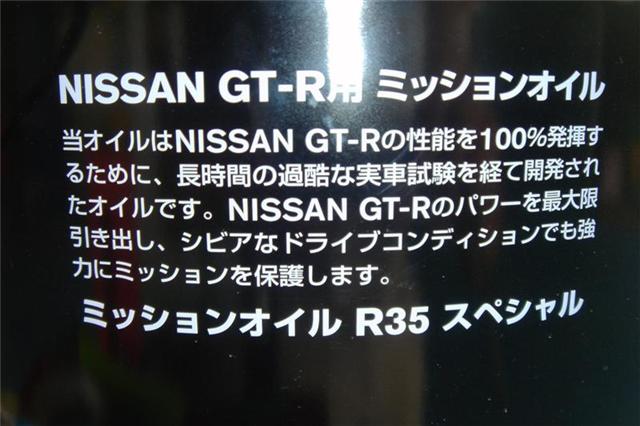 NISSAN GT-R用 ミッションオイル
当オイルはNISSAN GT-Rの性能を100%発揮す
るために、長時間の過酷な実車試験を経て開発され
たオイルです。NISSAN GT-Rのパワーを最大限
引き出し、シビアなドライブコンディションでも強
力にミッションを保護します。
ミッションオイル R35 スペシャル